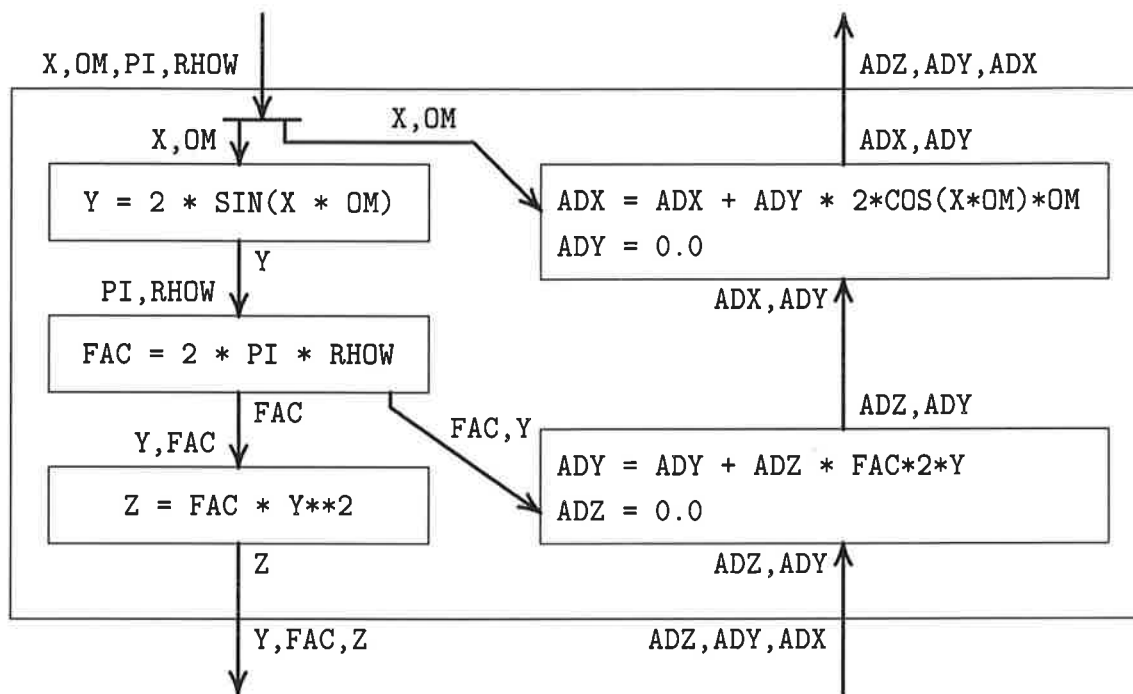 X,OM,PI,RHOW
ADZ,ADY,ADX
X,OM
X,OM
ADX,ADY
Y = 2 * SIN(X * OM)
ADX = ADX + ADY * 2*COS(X*OM)*OM
ADY = 0.0
Y
PI,RHOW
ADX,ADY
FAC = 2 * PI * RHOW
FAC
ADZ,ADY
Y,FAC
FAC,Y
Z = FAC * Y**2
ADY = ADY + ADZ * FAC*2*Y
ADZ = 0.0
Z
ADZ,ADY
Y,FAC,Z
ADZ,ADY,ADX